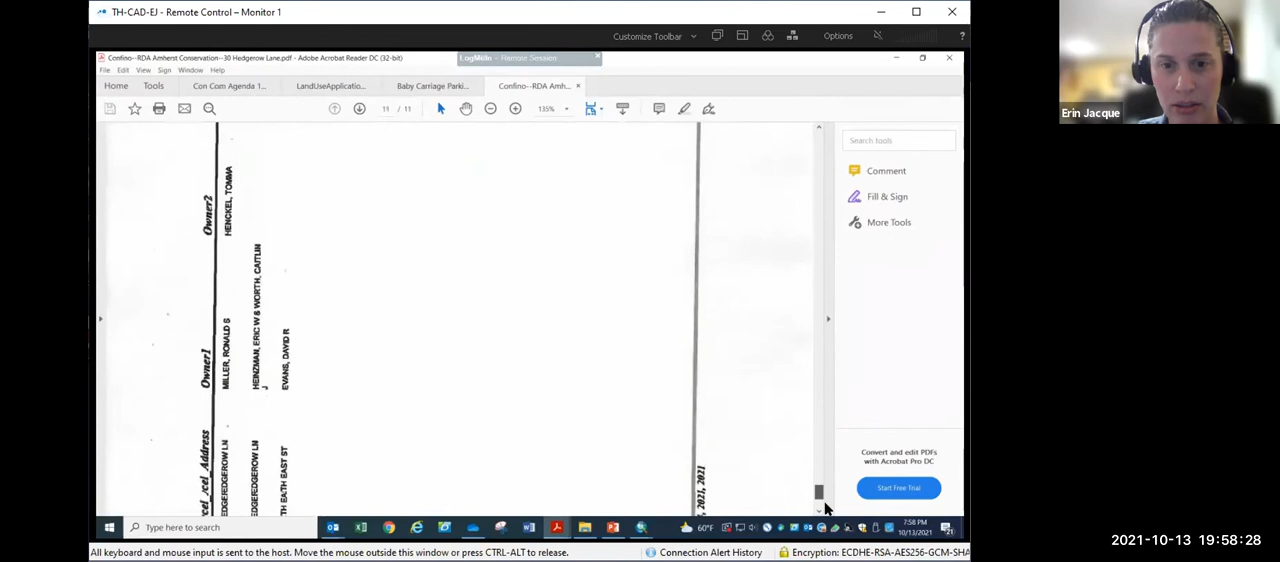 TH-CAD-EJ - Remote Control – Monitor 1
Customize Toolbar
Options
?
Confino--RDA Amherst Conservation--30 Hedgerow Lane.pdf - Adobe Acrobat Reader DC (32-bit)
LogMeIn - Remote Session
File Edit View Sign Window Help
Home Tools Con Com Agenda 1... LandUseApplicatio... Baby Carriage Parki... Confino--RDA Amh... ×
11 / 11
135%
Search tools
Comment
Fill & Sign
More Tools
Convert and edit PDFs
with Acrobat Pro DC
Start Free Trial
Owner1 Owner2
MILLER, RONALD S HENCKEL, TOMMA
HEINZMAN, ERIC W & WORTH, CAITLIN
J
EVANS, DAVID R
Address
LN
LN
EAST ST
, 2021, 2021
Type here to search
60°F
7:58 PM
10/13/2021
21
All keyboard and mouse input is sent to the host. Move the mouse outside this window or press CTRL-ALT to release.
Connection Alert History
Encryption: ECDHE-RSA-AES256-GCM-SHA
Erin Jacque
2021-10-13 19:58:28